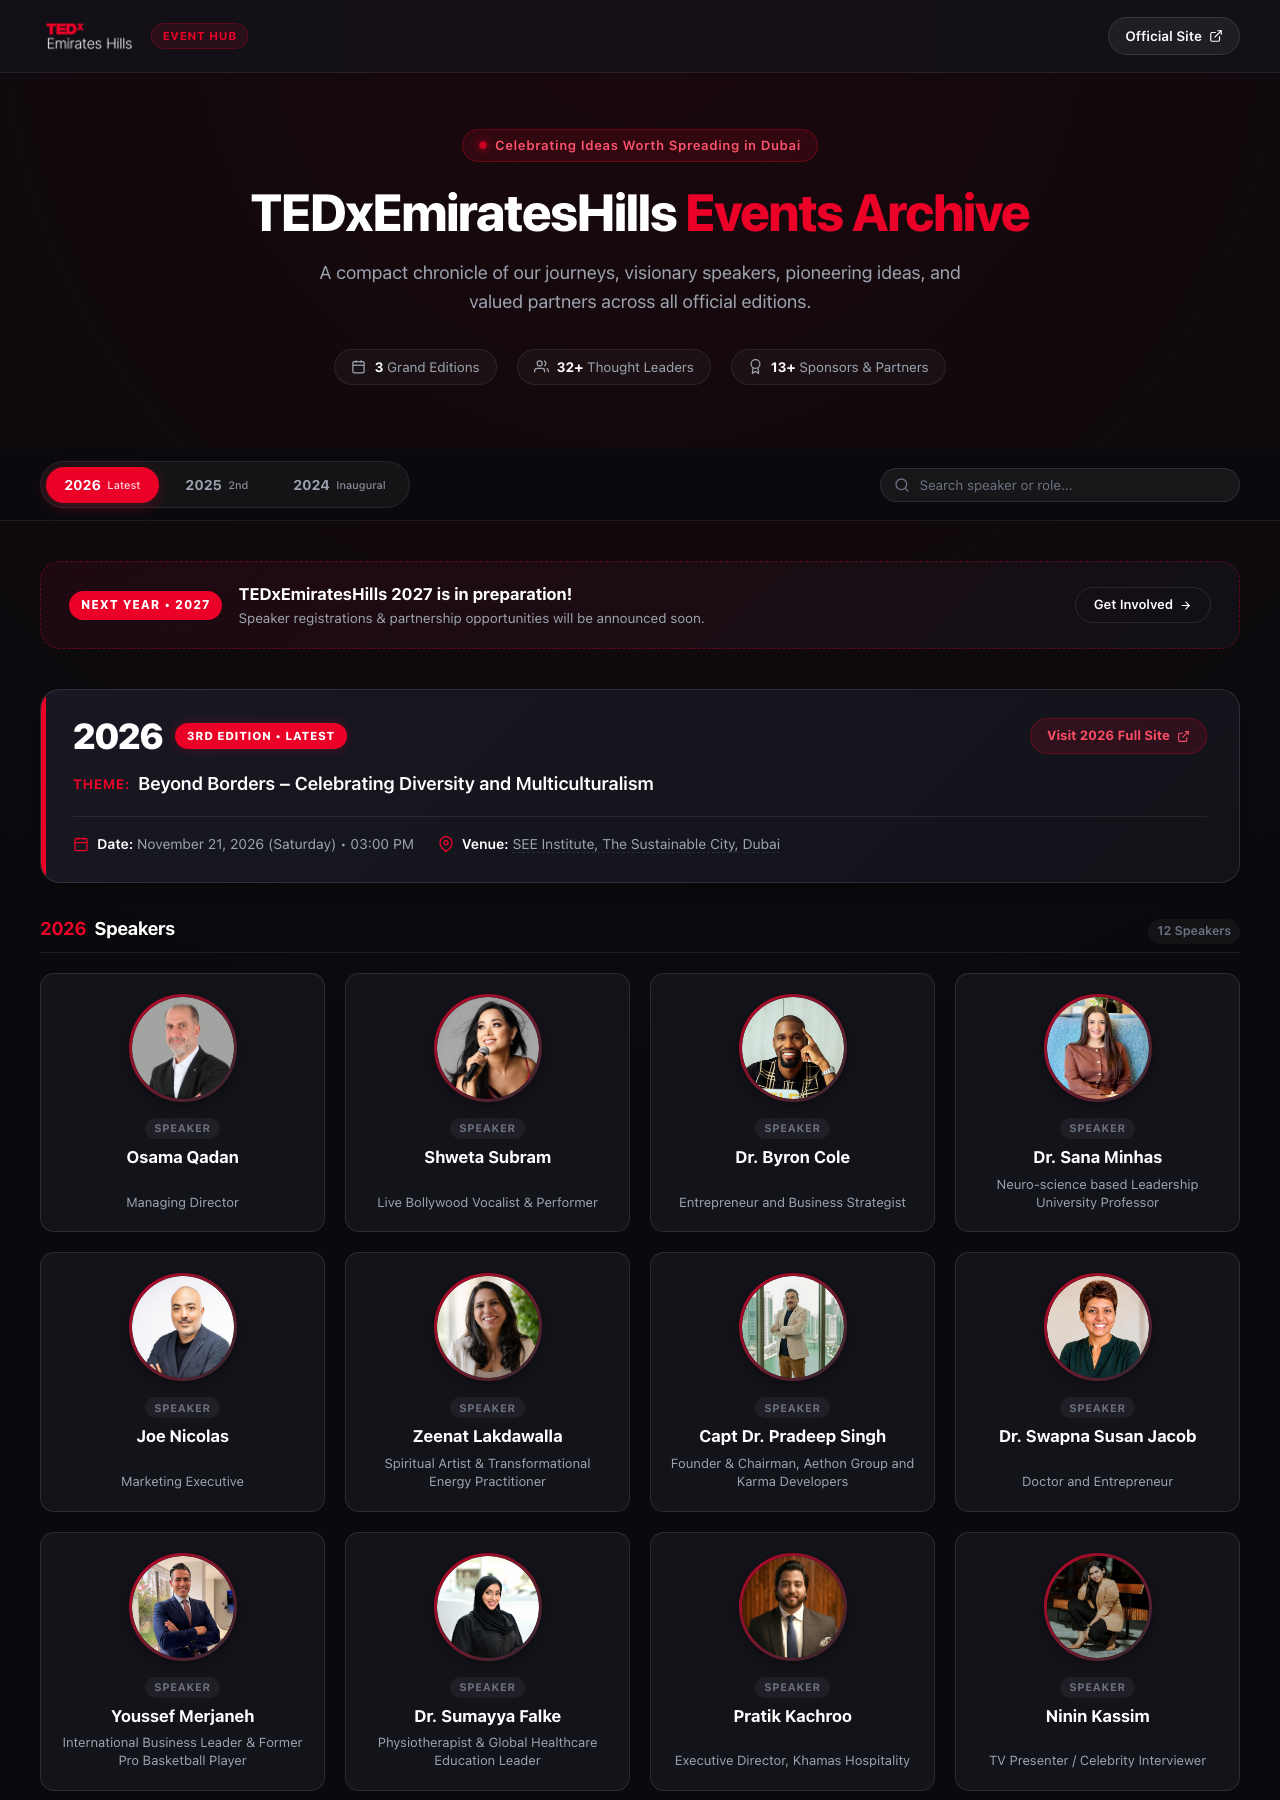 TEDx
Emirates Hills
EVENT HUB
Official Site
Celebrating Ideas Worth Spreading in Dubai
TEDxEmiratesHills Events Archive
A compact chronicle of our journeys, visionary speakers, pioneering ideas, and
valued partners across all official editions.
3 Grand Editions
32+ Thought Leaders
13+ Sponsors & Partners
2026 Latest
2025 2nd
2024 Inaugural
Search speaker or role...
NEXT YEAR • 2027
TEDxEmiratesHills 2027 is in preparation!
Speaker registrations & partnership opportunities will be announced soon.
Get Involved →
2026
3RD EDITION • LATEST
Visit 2026 Full Site
THEME: Beyond Borders – Celebrating Diversity and Multiculturalism
Date: November 21, 2026 (Saturday) • 03:00 PM
Venue: SEE Institute, The Sustainable City, Dubai
2026 Speakers
12 Speakers
SPEAKER
Osama Qadan
Managing Director
SPEAKER
Shweta Subram
Live Bollywood Vocalist & Performer
SPEAKER
Dr. Byron Cole
Entrepreneur and Business Strategist
SPEAKER
Dr. Sana Minhas
Neuro-science based Leadership
University Professor
SPEAKER
Joe Nicolas
Marketing Executive
SPEAKER
Zeenat Lakdawalla
Spiritual Artist & Transformational
Energy Practitioner
SPEAKER
Capt Dr. Pradeep Singh
Founder & Chairman, Aethon Group and
Karma Developers
SPEAKER
Dr. Swapna Susan Jacob
Doctor and Entrepreneur
SPEAKER
Youssef Merjaneh
International Business Leader & Former
Pro Basketball Player
SPEAKER
Dr. Sumayya Falke
Physiotherapist & Global Healthcare
Education Leader
SPEAKER
Pratik Kachroo
Executive Director, Khamas Hospitality
SPEAKER
Ninin Kassim
TV Presenter / Celebrity Interviewer